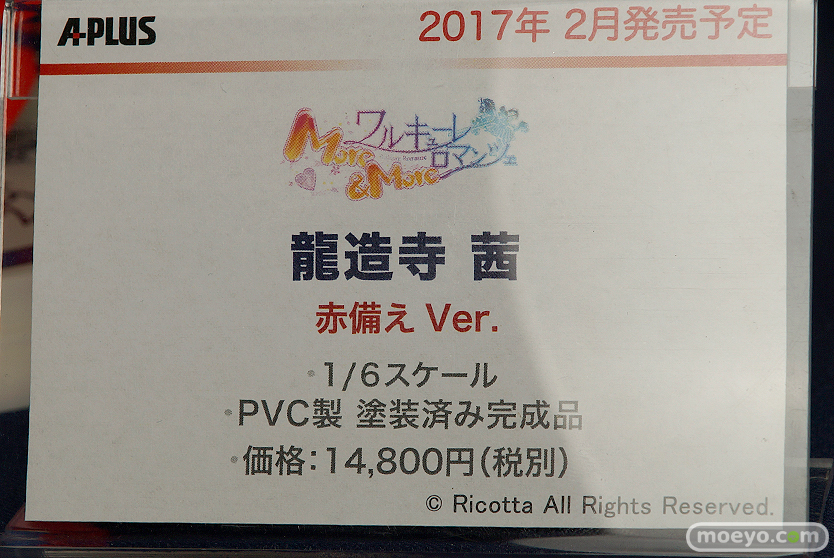 A-PLUS
2017年 2月発売予定
ワルキューレ
ロマンツェ
More
&More
龍造寺 茜
赤備え Ver.
・1/6スケール
・PVC製 塗装済み完成品
・価格：14,800円（税別）
© Ricotta All Rights Reserved.
moeyo.com